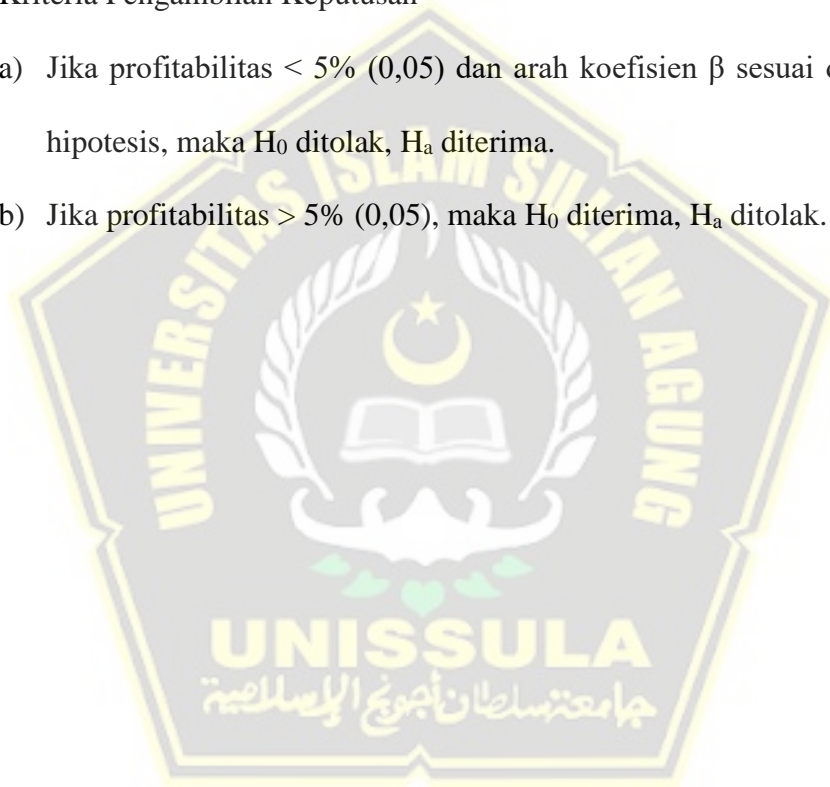 Kriteria Pengambilan Keputusan
a) Jika profitabilitas < 5% (0,05) dan arah koefisien β sesuai
hipotesis, maka H₀ ditolak, Hₐ diterima.
b) Jika profitabilitas > 5% (0,05), maka H₀ diterima, Hₐ ditolak.
UNIVERSITAS ISLAM SULTAN AGUNG
UNISSULA
جامعة سلطان أجونج الإسلامية